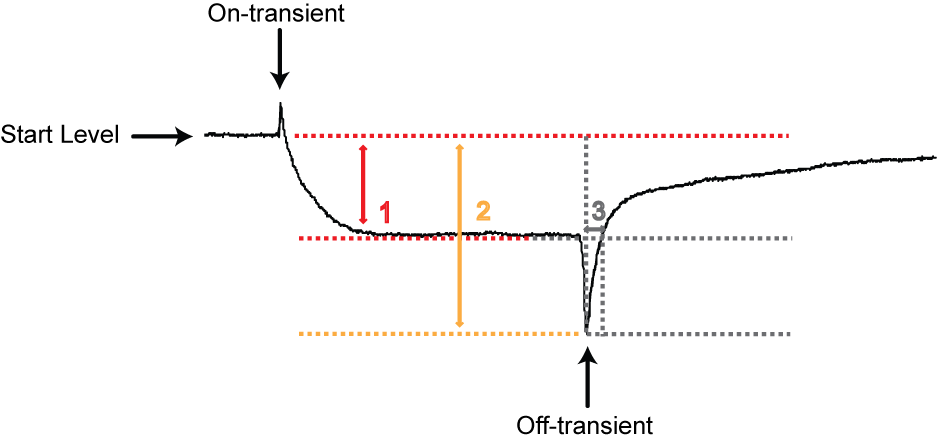 On-transient
Start Level
1
2
3
Off-transient